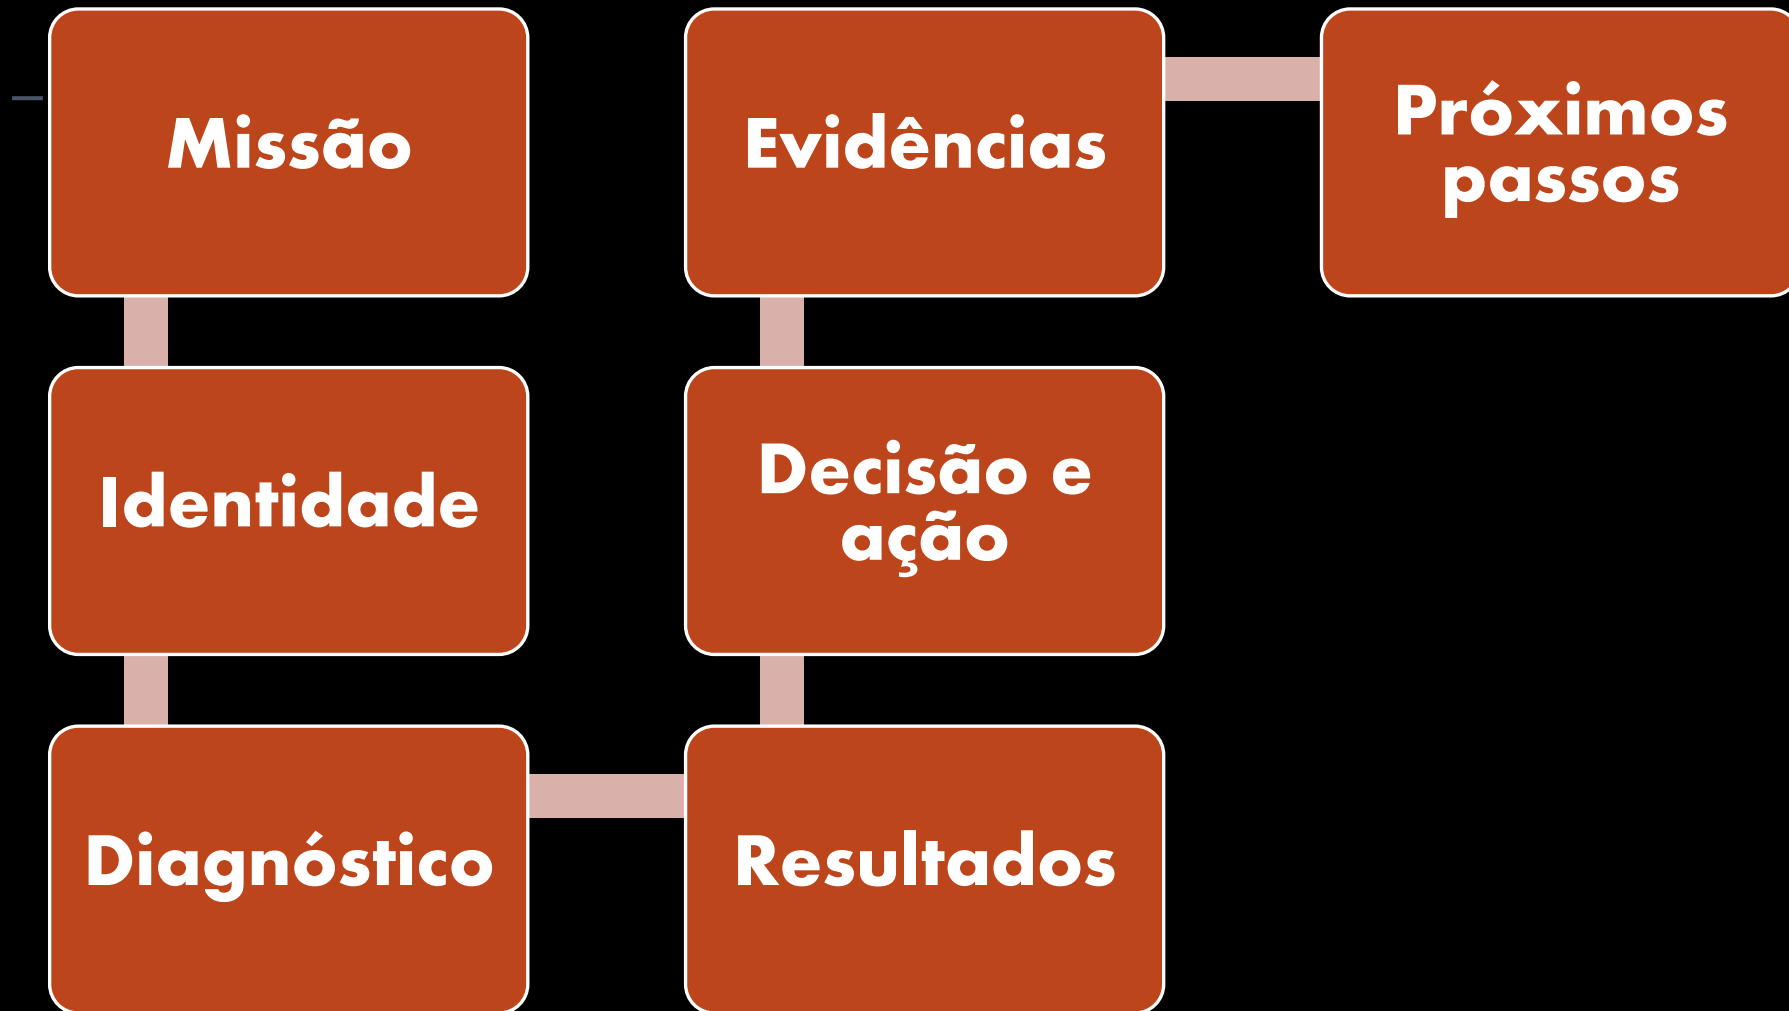 Missão
Identidade
Diagnóstico
Resultados
Decisão e
ação
Evidências
Próximos
passos